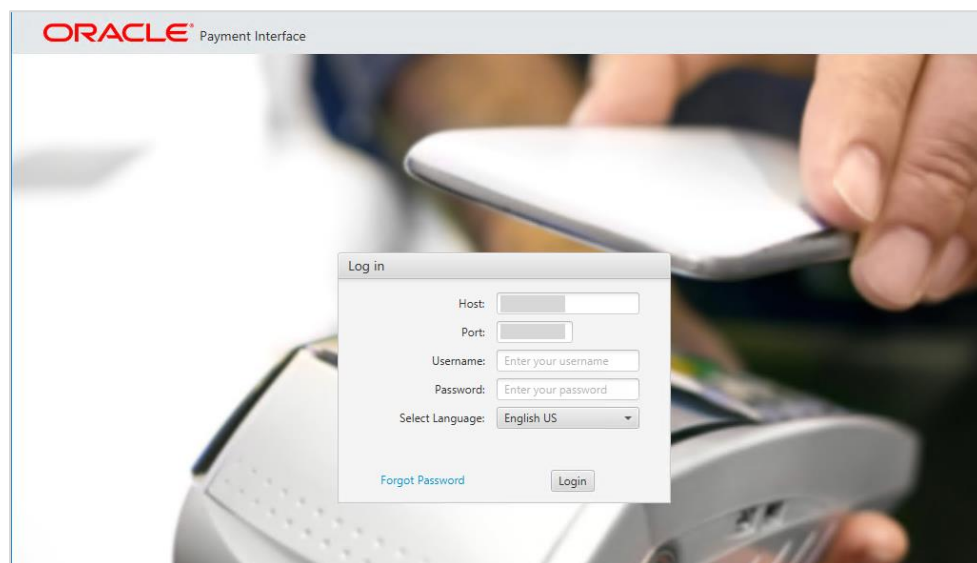 ORACLE® Payment Interface
Log in
Host:
Port:
Username: Enter your username
Password: Enter your password
Select Language: English US
Forgot Password Login